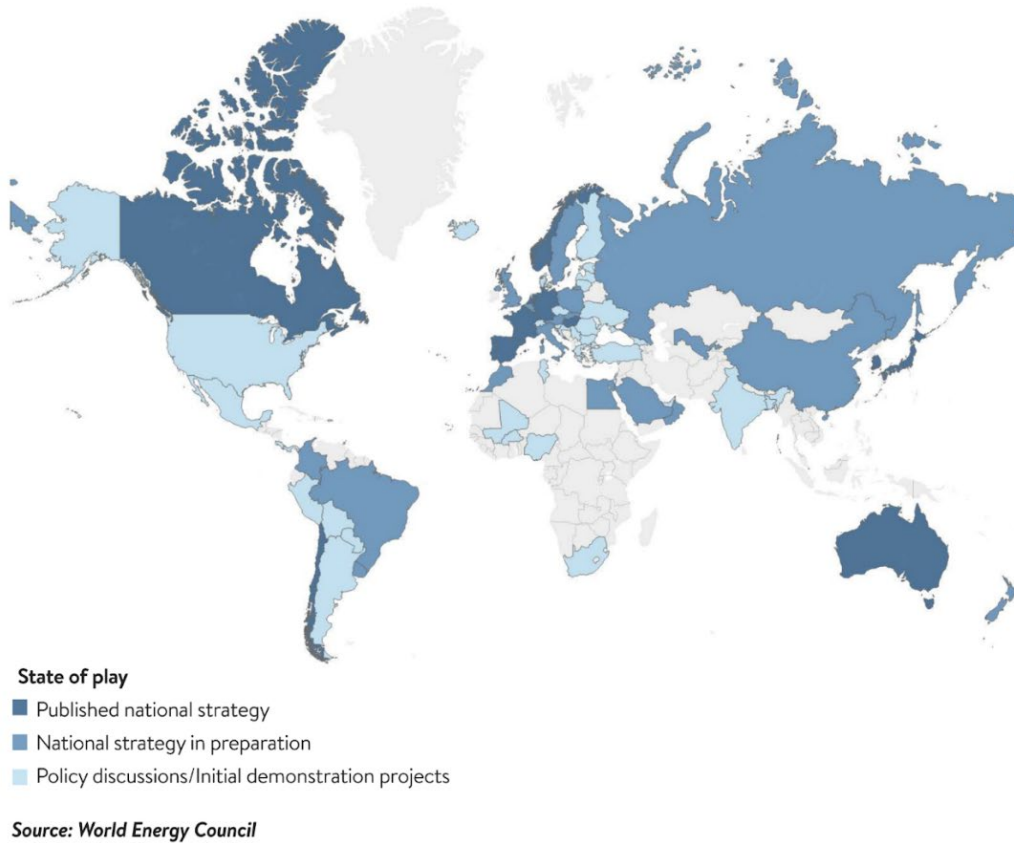 State of play
Published national strategy
National strategy in preparation
Policy discussions/Initial demonstration projects
Source: World Energy Council